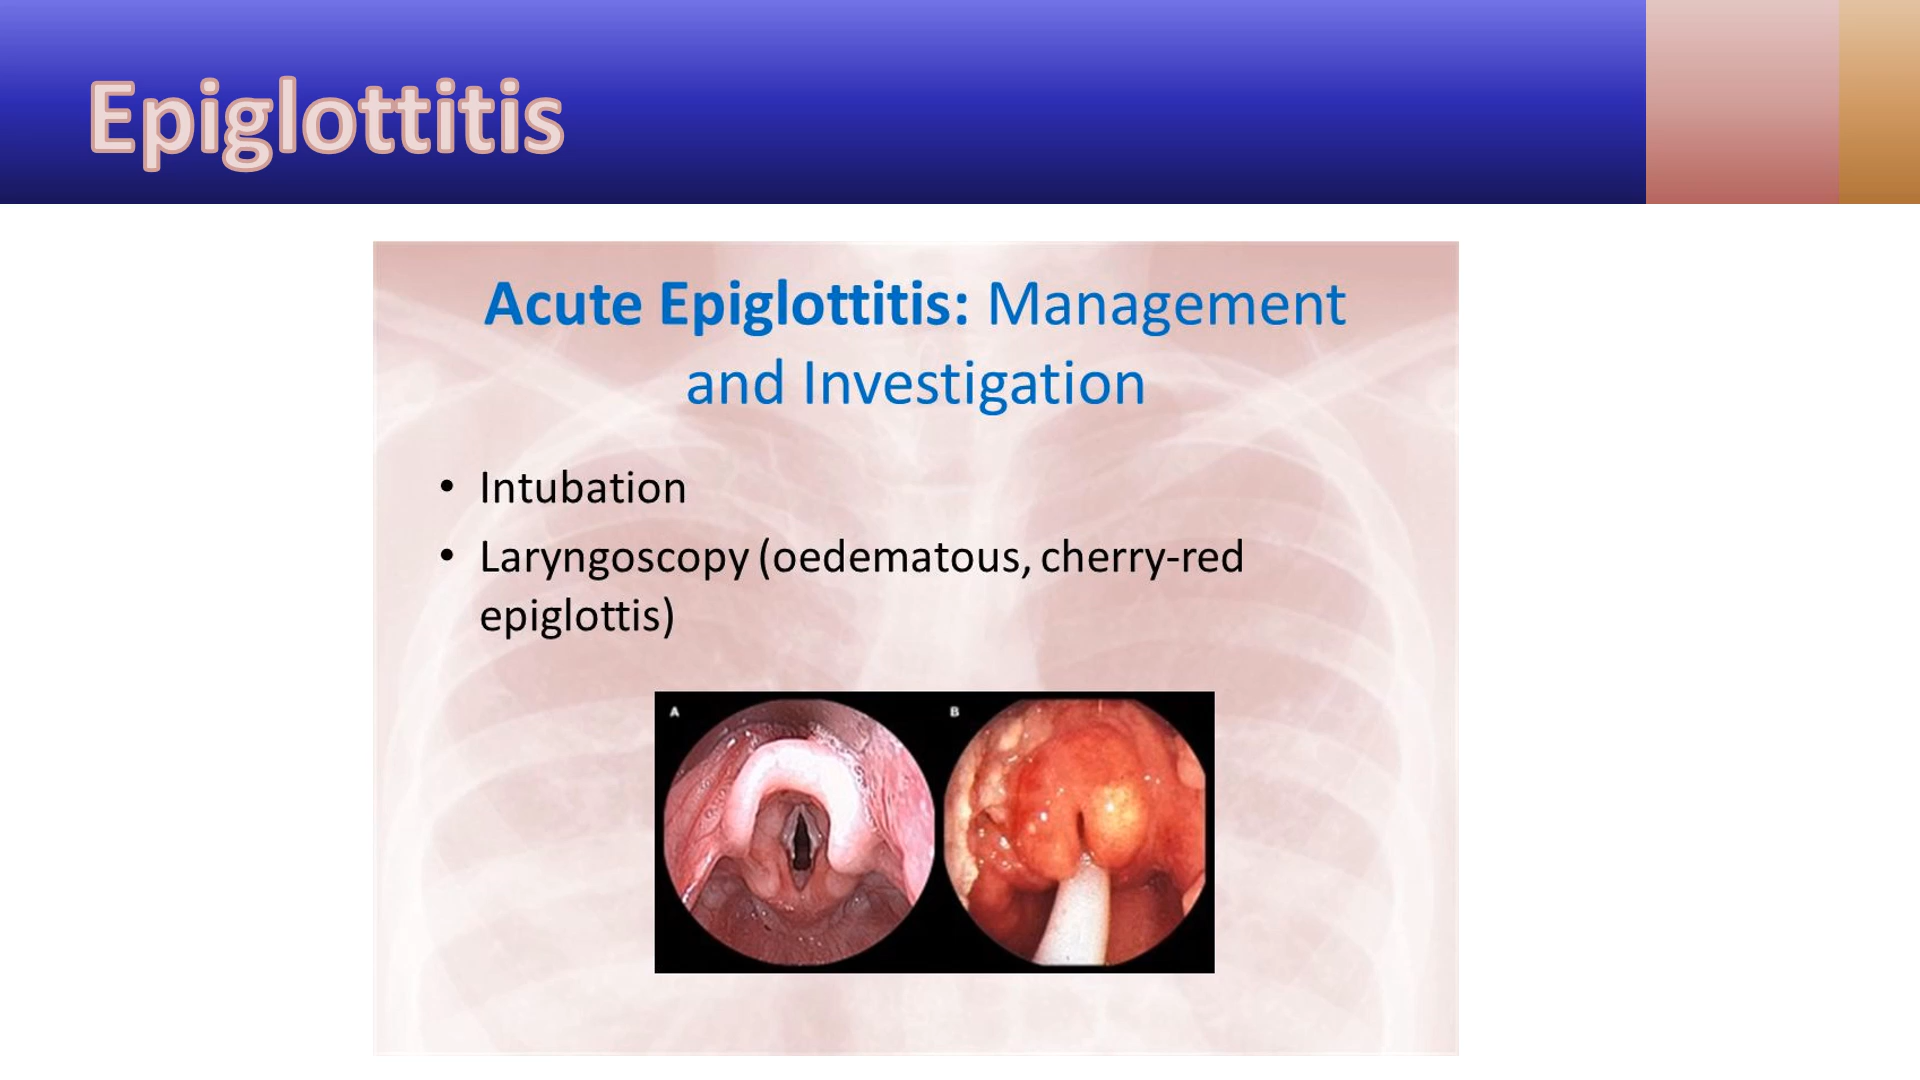 Epiglottitis
Acute Epiglottitis: Management
and Investigation
• Intubation
• Laryngoscopy (oedematous, cherry-red
epiglottis)
A
B